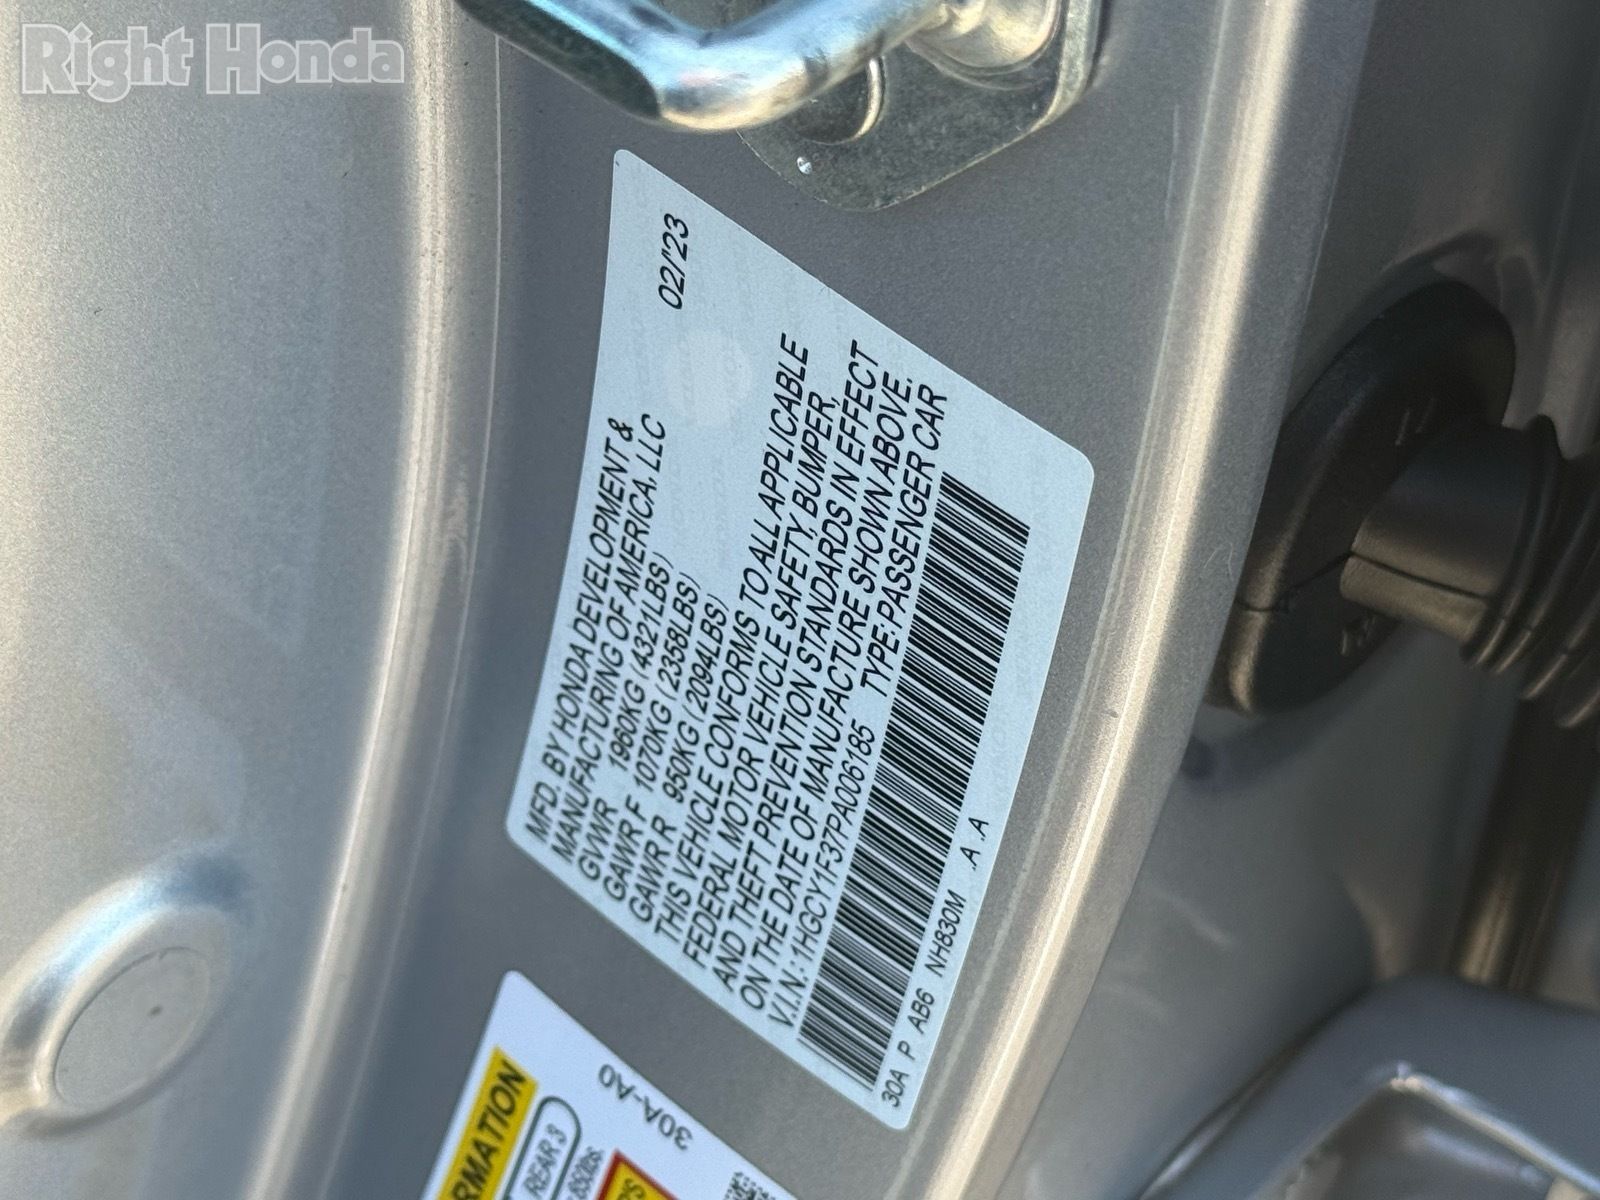 Right Honda
02/'23
MFD. BY HONDA DEVELOPMENT &
MANUFACTURING OF AMERICA, LLC
GVWR 1960KG (4321LBS)
GAWR F 1070KG (2358LBS)
GAWR R 950KG (2094LBS)
THIS VEHICLE CONFORMS TO ALL APPLICABLE
FEDERAL MOTOR VEHICLE SAFETY, BUMPER,
AND THEFT PREVENTION STANDARDS IN EFFECT
ON THE DATE OF MANUFACTURE SHOWN ABOVE.
V.I.N.: 1HGCY1F37PA006185 TYPE: PASSENGER CAR
30A P AB6 NH830M .A .A
30A-A0
REAR 3